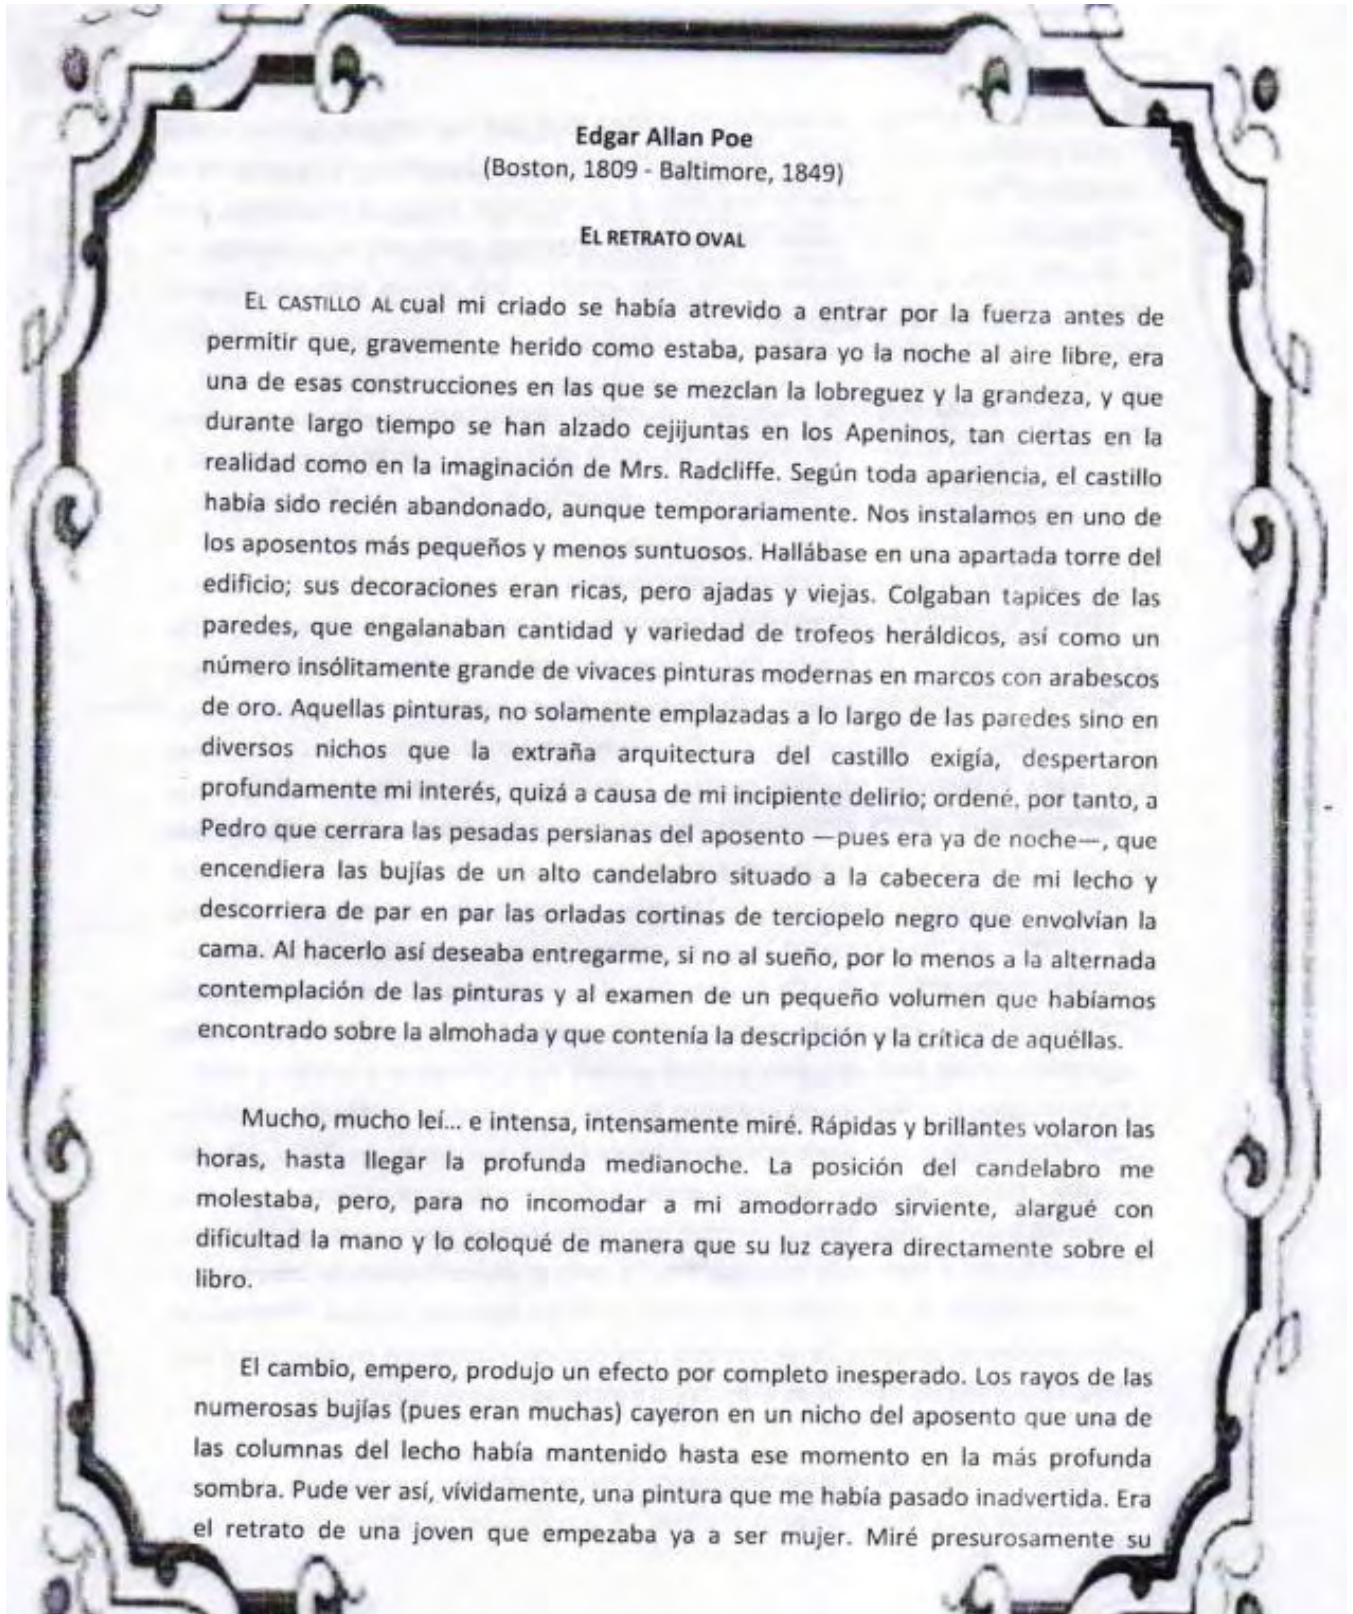 Edgar Allan Poe
(Boston, 1809 - Baltimore, 1849)
EL RETRATO OVAL
EL CASTILLO AL cual mi criado se había atrevido a entrar por la fuerza antes de
permitir que, gravemente herido como estaba, pasara yo la noche al aire libre, era
una de esas construcciones en las que se mezclan la lobreguez y la grandeza, y que
durante largo tiempo se han alzado cejijuntas en los Apeninos, tan ciertas en la
realidad como en la imaginación de Mrs. Radcliffe. Según toda apariencia, el castillo
había sido recién abandonado, aunque temporariamente. Nos instalamos en uno de
los aposentos más pequeños y menos suntuosos. Hallábase en una apartada torre del
edificio; sus decoraciones eran ricas, pero ajadas y viejas. Colgaban tapices de las
paredes, que engalanaban cantidad y variedad de trofeos heráldicos, así como un
número insólitamente grande de vivaces pinturas modernas en marcos con arabescos
de oro. Aquellas pinturas, no solamente emplazadas a lo largo de las paredes sino en
diversos nichos que la extraña arquitectura del castillo exigía, despertaron
profundamente mi interés, quizá a causa de mi incipiente delirio; ordené, por tanto, a
Pedro que cerrara las pesadas persianas del aposento —pues era ya de noche—, que
encendiera las bujías de un alto candelabro situado a la cabecera de mi lecho y
descorriera de par en par las orladas cortinas de terciopelo negro que envolvían la
cama. Al hacerlo así deseaba entregarme, si no al sueño, por lo menos a la alternada
contemplación de las pinturas y al examen de un pequeño volumen que habíamos
encontrado sobre la almohada y que contenía la descripción y la crítica de aquéllas.
Mucho, mucho leí... e intensa, intensamente miré. Rápidas y brillantes volaron las
horas, hasta llegar la profunda medianoche. La posición del candelabro me
molestaba, pero, para no incomodar a mi amodorrado sirviente, alargué con
dificultad la mano y lo coloqué de manera que su luz cayera directamente sobre el
libro.
El cambio, empero, produjo un efecto por completo inesperado. Los rayos de las
numerosas bujías (pues eran muchas) cayeron en un nicho del aposento que una de
las columnas del lecho había mantenido hasta ese momento en la más profunda
sombra. Pude ver así, vívidamente, una pintura que me había pasado inadvertida. Era
el retrato de una joven que empezaba ya a ser mujer. Miré presurosamente su